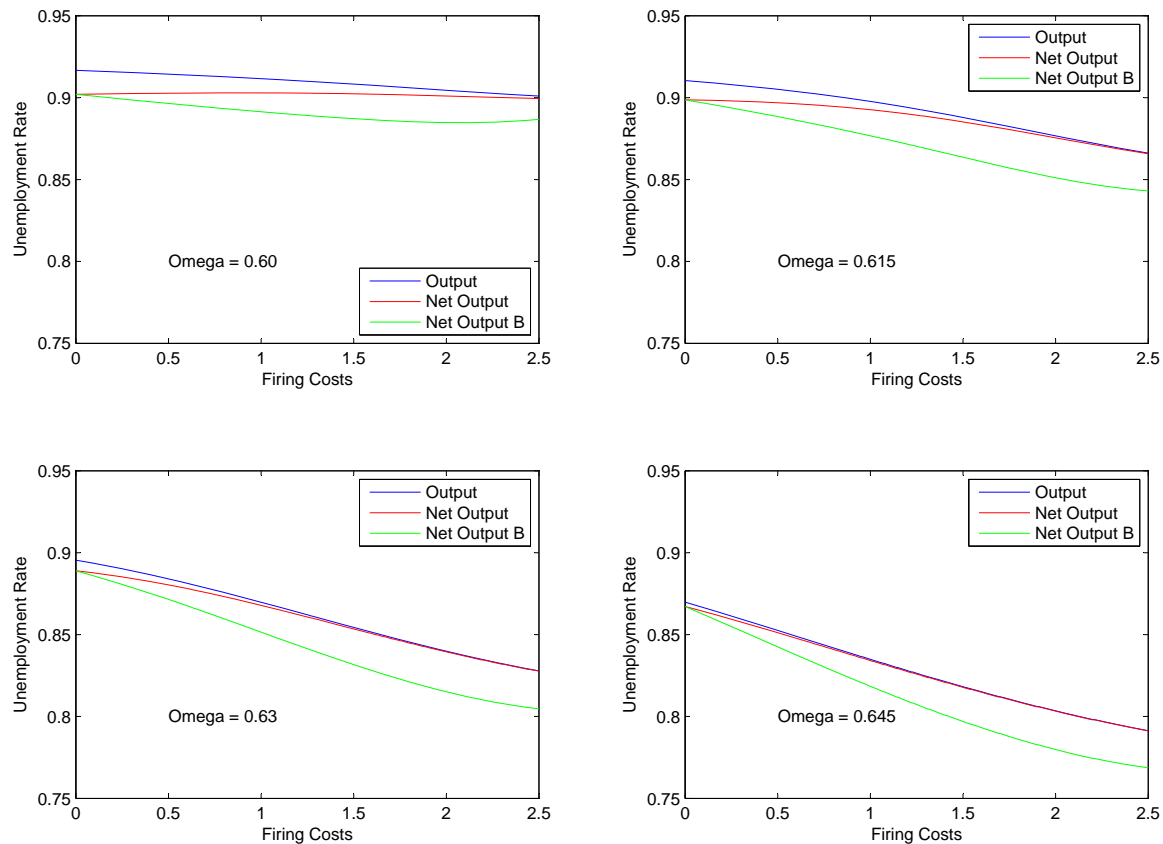 0.95
0.9
0.85
0.8
0.75
Unemployment Rate
Omega = 0.60
Output
Net Output
Net Output B
0 0.5 1 1.5 2 2.5
Firing Costs
0.95
0.9
0.85
0.8
0.75
Unemployment Rate
Output
Net Output
Net Output B
Omega = 0.615
0 0.5 1 1.5 2 2.5
Firing Costs
0.95
0.9
0.85
0.8
0.75
Unemployment Rate
Output
Net Output
Net Output B
Omega = 0.63
0 0.5 1 1.5 2 2.5
Firing Costs
0.95
0.9
0.85
0.8
0.75
Unemployment Rate
Output
Net Output
Net Output B
Omega = 0.645
0 0.5 1 1.5 2 2.5
Firing Costs